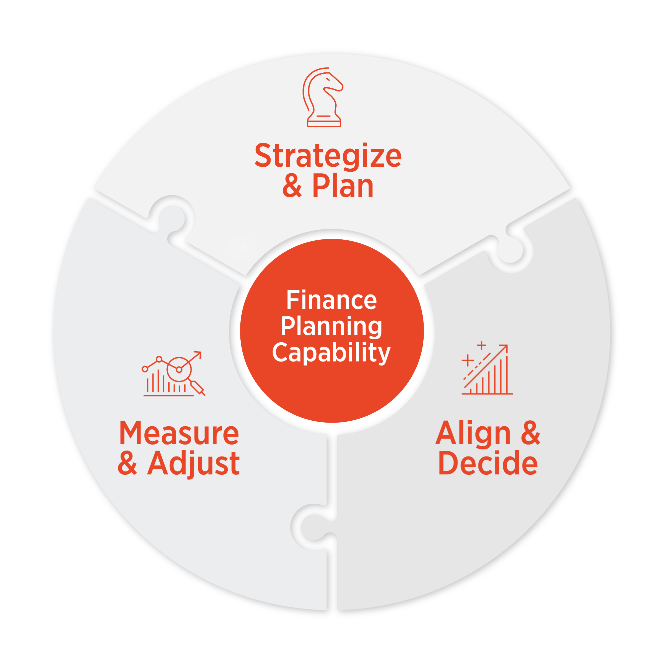 Strategize
& Plan
Finance
Planning
Capability
Measure
& Adjust
Align &
Decide